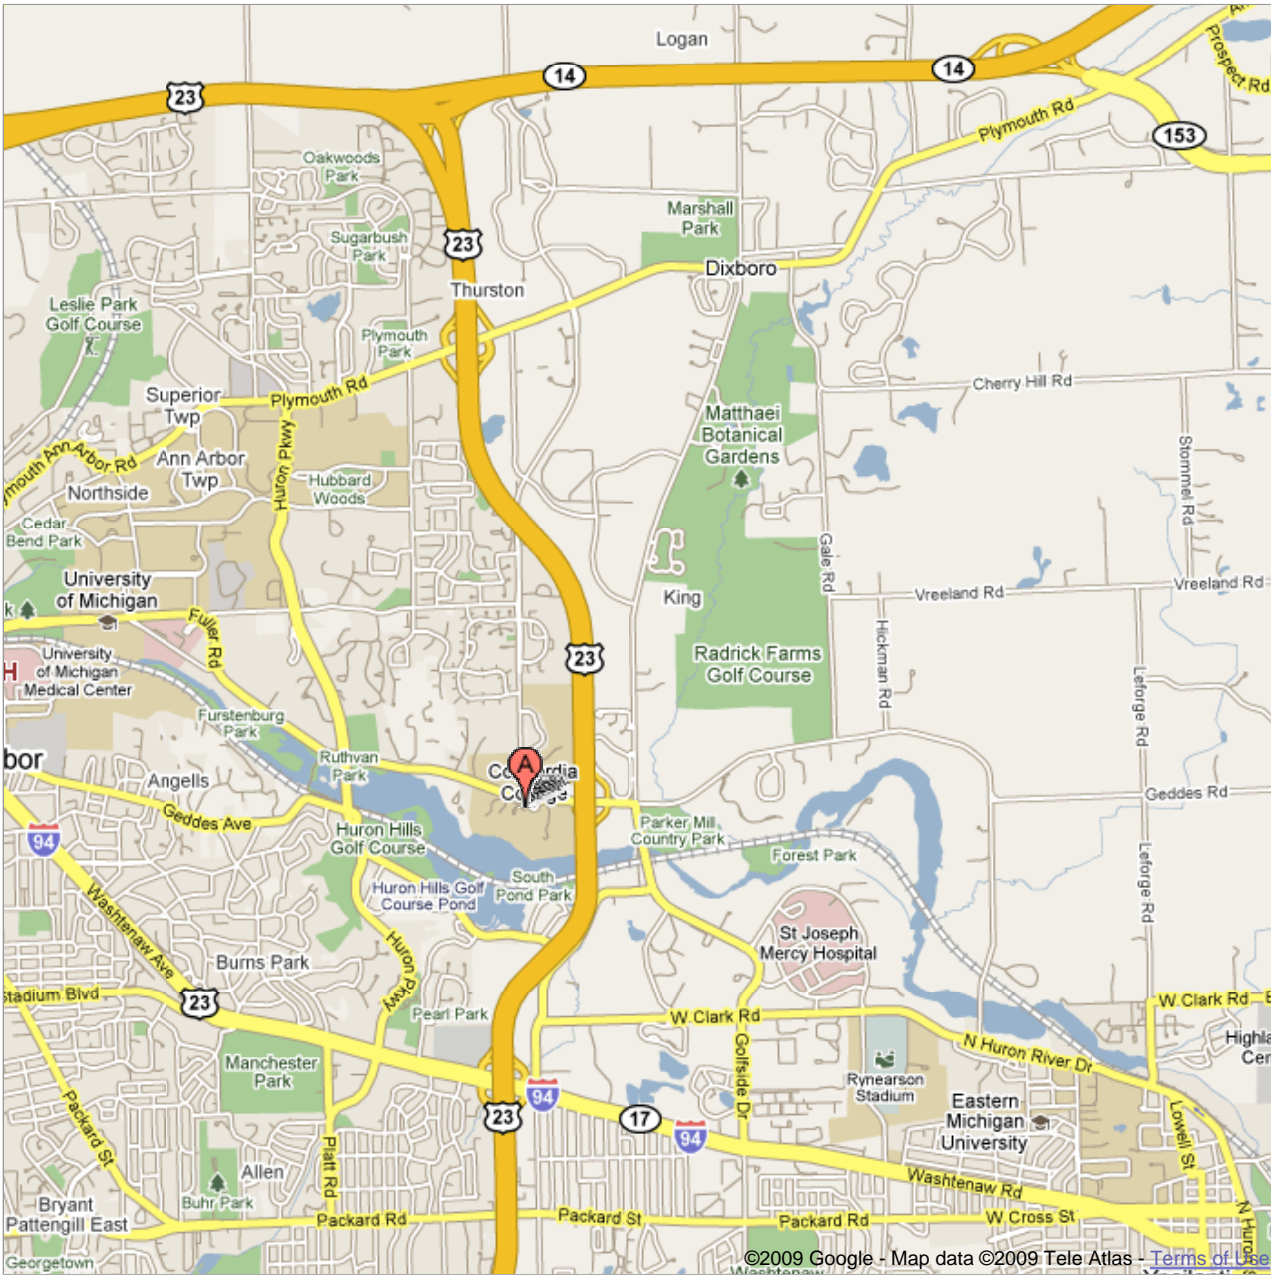 Logan
14
14
23
Prospect Rd
Plymouth Rd
153
Oakwoods
Park
Marshall
Park
Sugarbush
Park
23
Dixboro
Thurston
Leslie Park
Golf Course
Plymouth
Park
Cherry Hill Rd
Plymouth Rd
Superior
Twp
Matthaei
Botanical
Gardens
Huron Pkwy
Stommel Rd
ymouth Ann Arbor Rd
Ann Arbor
Twp
Hubbard
Woods
Northside
Cedar
Bend Park
Gale Rd
University
of Michigan
Vreeland Rd
Vreeland Rd
King
k
Fuller Rd
Hickman Rd
University
of Michigan
Medical Center
H
23
Radrick Farms
Golf Course
Leforge Rd
Furstenburg
Park
bor
Ruthvan
Park
Angells
A
Geddes Rd
Geddes Ave
Huron Hills
Golf Course
Parker Mill
Country Park
94
Forest Park
Leforge Rd
South
Pond Park
Huron Hills Golf
Course Pond
Washtenaw Ave
St Joseph
Mercy Hospital
Huron Pkwy
Burns Park
Stadium Blvd
23
W Clark Rd
E
Pearl Park
W Clark Rd
Golfside Dr
N Huron River Dr
Highla
Cer
Manchester
Park
Rynearson
Stadium
94
23
17
94
Eastern
Michigan
University
Packard St
Platt Rd
Lowell St
Allen
Washtenaw Rd
Buhr Park
Bryant
Pattengill East
Packard Rd
Packard St
Packard Rd
W Cross St
N Huro
Georgetown
©2009 Google - Map data ©2009 Tele Atlas - Terms of Use
Washtenaw